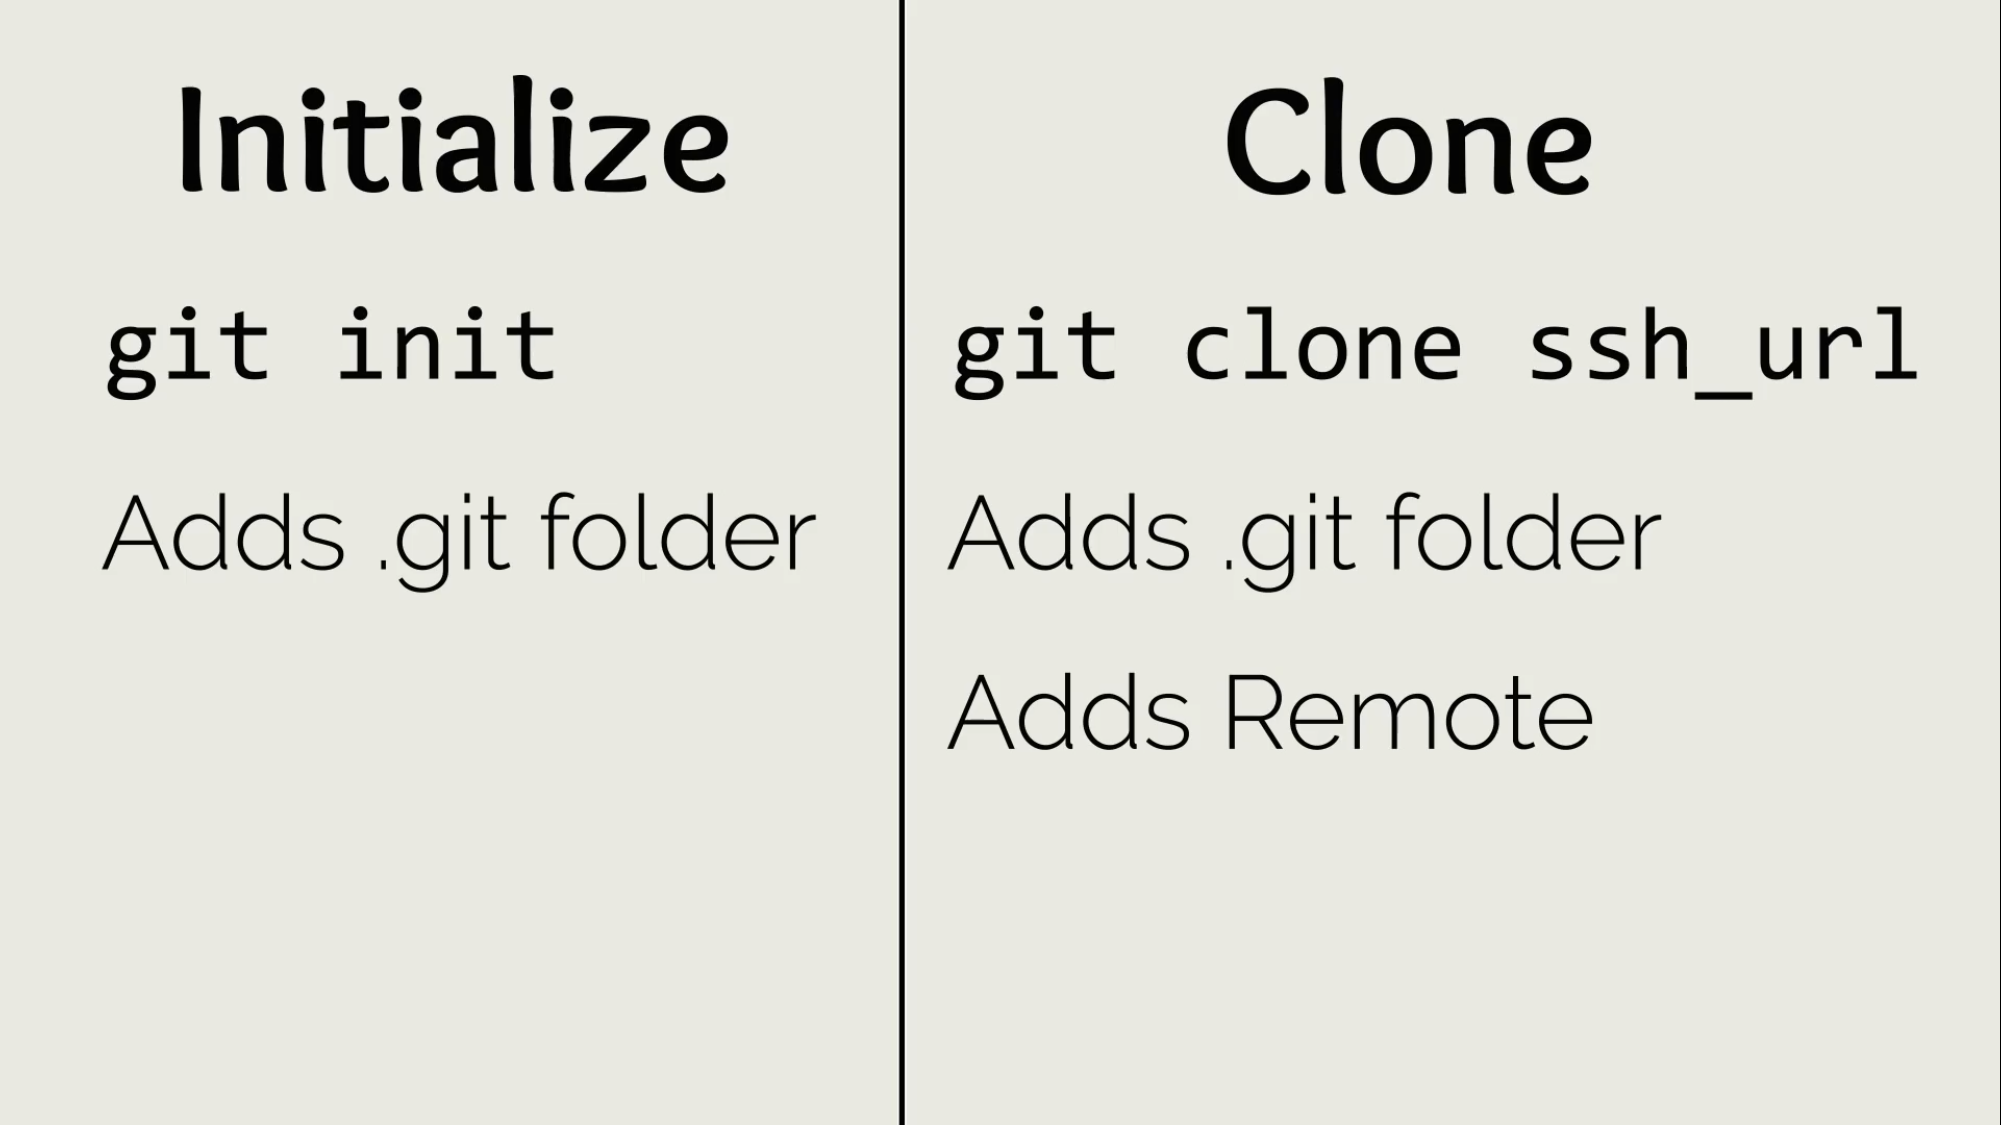 Initialize
git init
Adds .git folder
Clone
git clone ssh_url
Adds .git folder
Adds Remote